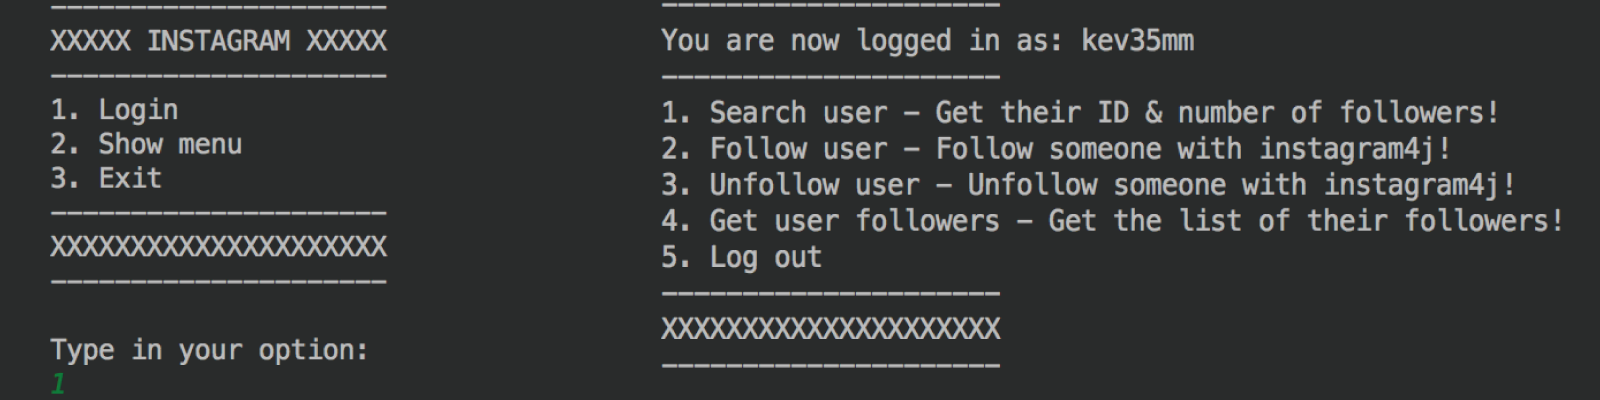 ---------------------
XXXXX INSTAGRAM XXXXX
---------------------
1. Login
2. Show menu
3. Exit
---------------------
XXXXXXXXXXXXXXXXXXXXX
---------------------
Type in your option:
1
---------------------
You are now logged in as: kev35mm
---------------------
1. Search user - Get their ID & number of followers!
2. Follow user - Follow someone with instagram4j!
3. Unfollow user - Unfollow someone with instagram4j!
4. Get user followers - Get the list of their followers!
5. Log out
---------------------
XXXXXXXXXXXXXXXXXXXXX
---------------------